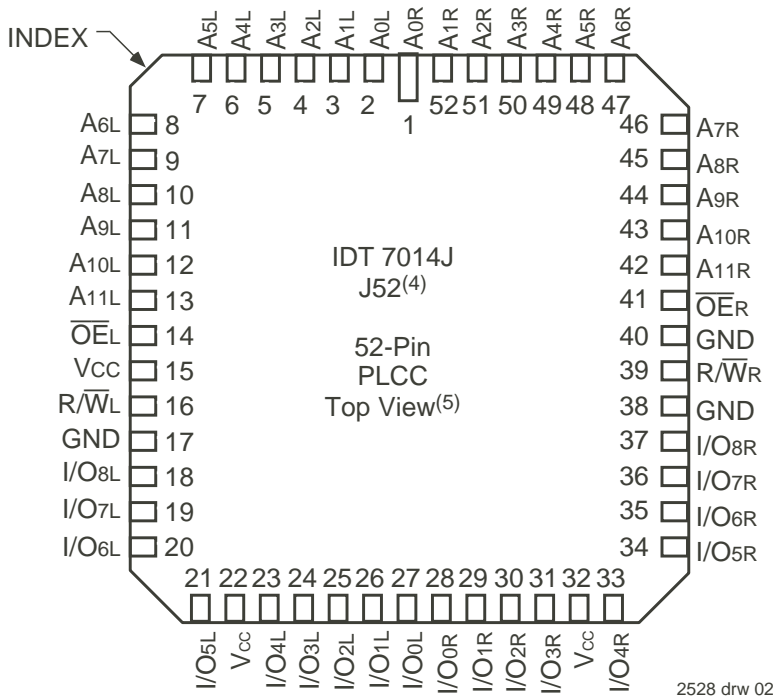 INDEX
A5L A4L A3L A2L A1L A0L A0R A1R A2R A3R A4R A5R A6R
7 6 5 4 3 2 1 52 51 50 49 48 47
A6L 8
A7L 9
A8L 10
A9L 11
A10L 12
A11L 13
O̅E̅L 14
VCC 15
R/W̅L 16
GND 17
I/O8L 18
I/O7L 19
I/O6L 20
IDT 7014J
J52(4)
52-Pin
PLCC
Top View(5)
46 A7R
45 A8R
44 A9R
43 A10R
42 A11R
41 O̅E̅R
40 GND
39 R/W̅R
38 GND
37 I/O8R
36 I/O7R
35 I/O6R
34 I/O5R
21 22 23 24 25 26 27 28 29 30 31 32 33
I/O5L VCC I/O4L I/O3L I/O2L I/O1L I/O0L I/O0R I/O1R I/O2R I/O3R VCC I/O4R
2528 drw 02